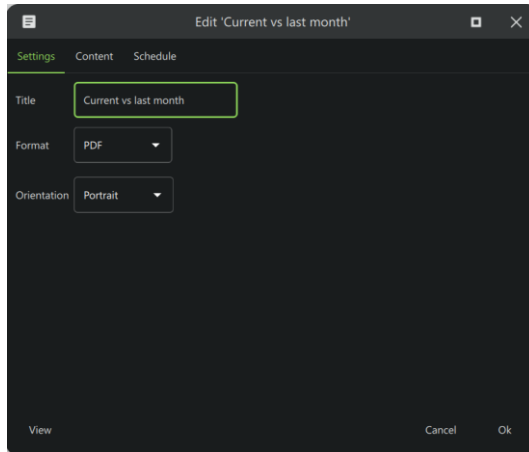 Edit 'Current vs last month'
Settings Content Schedule
Title Current vs last month
Format PDF
Orientation Portrait
View Cancel Ok